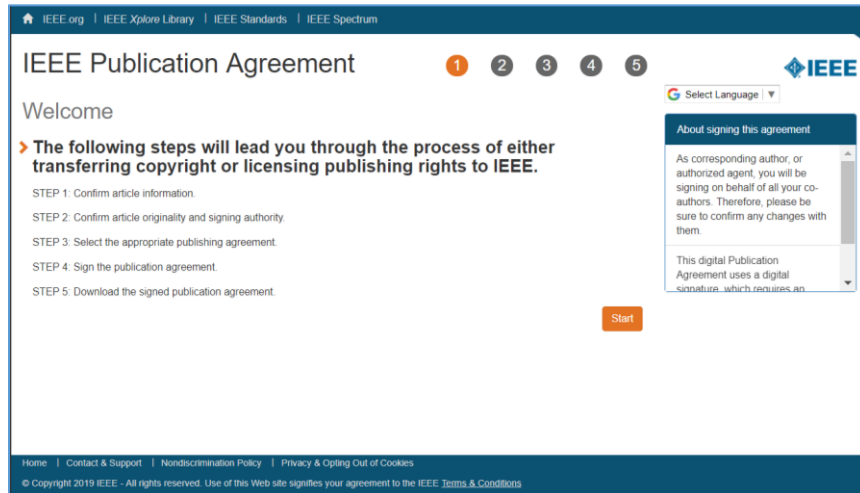 IEEE.org | IEEE Xplore Library | IEEE Standards | IEEE Spectrum
IEEE Publication Agreement
1 2 3 4 5
IEEE
Select Language ▼
Welcome
The following steps will lead you through the process of either
transferring copyright or licensing publishing rights to IEEE.
STEP 1: Confirm article information.
STEP 2: Confirm article originality and signing authority.
STEP 3: Select the appropriate publishing agreement.
STEP 4: Sign the publication agreement.
STEP 5: Download the signed publication agreement.
Start
About signing this agreement
As corresponding author, or
authorized agent, you will be
signing on behalf of all your co-
authors. Therefore, please be
sure to confirm any changes with
them.
This digital Publication
Agreement uses a digital
signature, which requires an
Home | Contact & Support | Nondiscrimination Policy | Privacy & Opting Out of Cookies
© Copyright 2019 IEEE - All rights reserved. Use of this Web site signifies your agreement to the IEEE Terms & Conditions